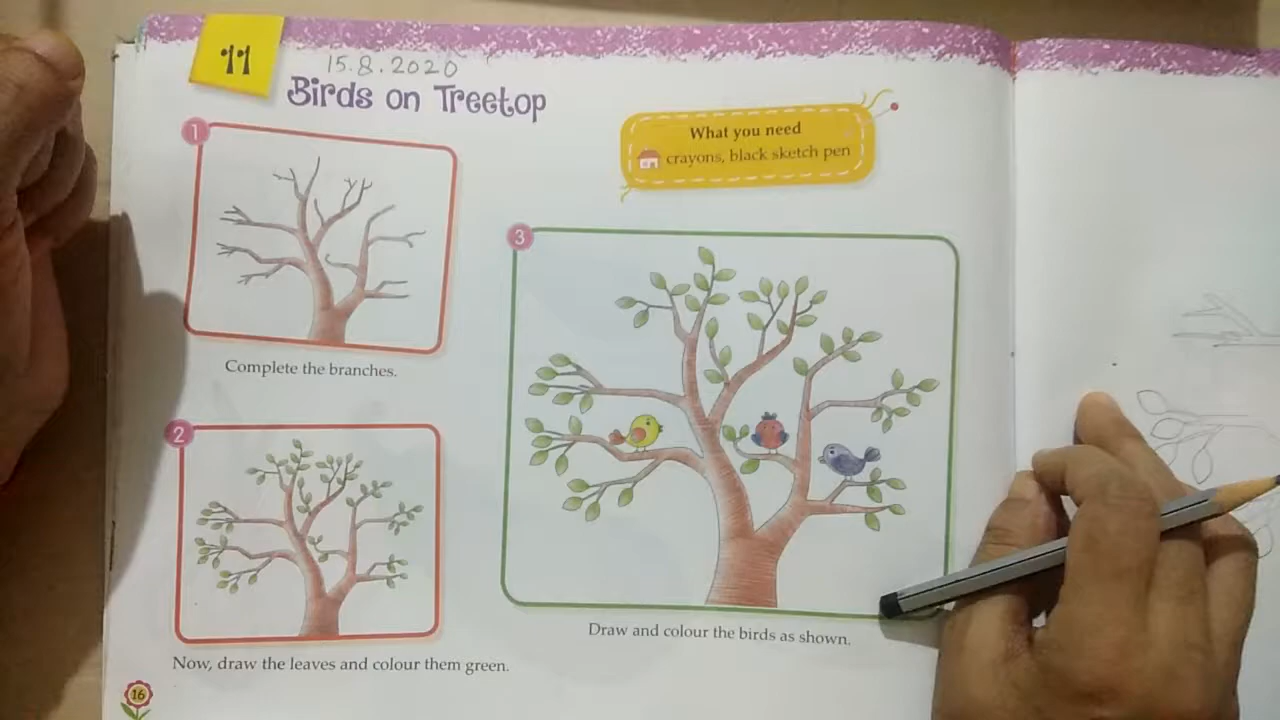 11
15.8.2020
Birds on Treetop
What you need
crayons, black sketch pen
1
Complete the branches.
2
Now, draw the leaves and colour them green.
3
Draw and colour the birds as shown.
16